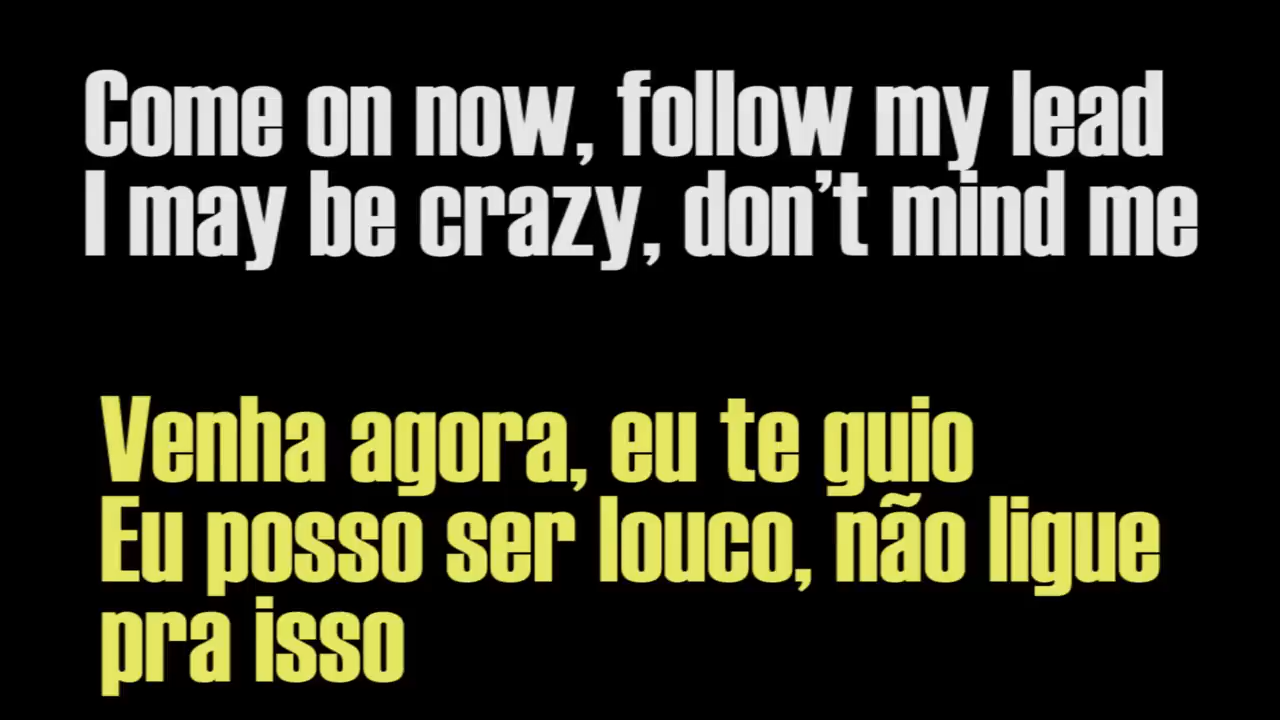 Come on now, follow my lead
I may be crazy, don’t mind me
Venha agora, eu te guio
Eu posso ser louco, não ligue
pra isso